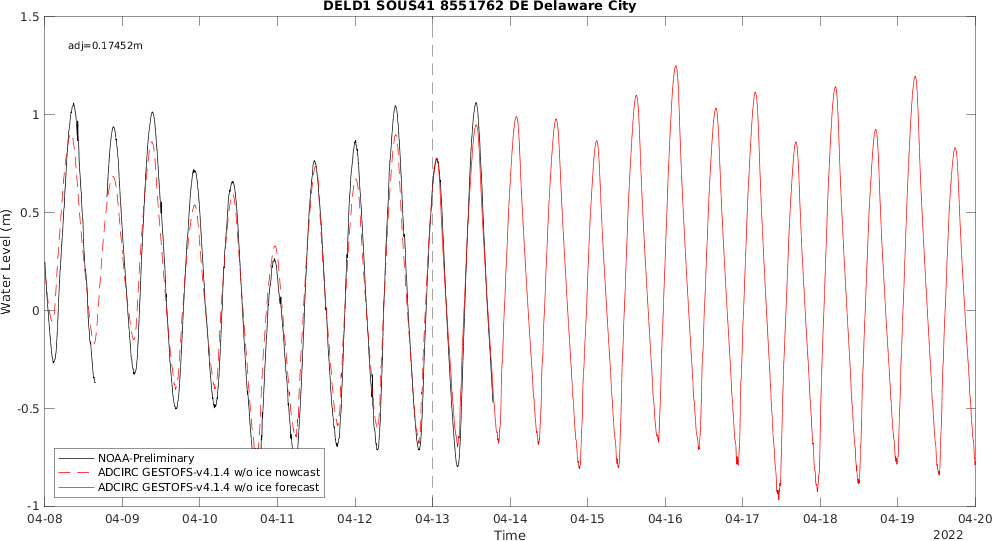 DELD1 SOUS41 8551762 DE Delaware City
adj=0.17452m
1.5
1
0.5
0
-0.5
-1
Water Level (m)
NOAA-Preliminary
ADCIRC GESTOFS-v4.1.4 w/o ice nowcast
ADCIRC GESTOFS-v4.1.4 w/o ice forecast
04-08 04-09 04-10 04-11 04-12 04-13 04-14 04-15 04-16 04-17 04-18 04-19 04-20
Time
2022